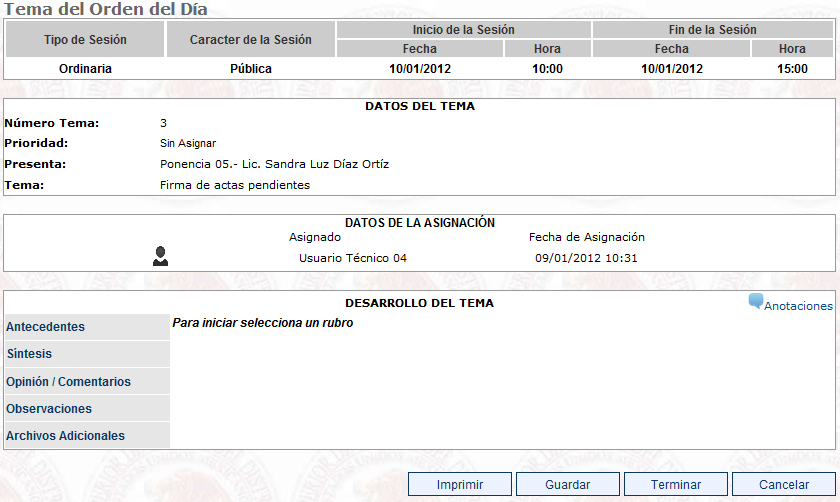 Tema del Orden del Día
Tipo de Sesión Caracter de la Sesión Inicio de la Sesión Fin de la Sesión
Fecha Hora Fecha Hora
Ordinaria Pública 10/01/2012 10:00 10/01/2012 15:00
DATOS DEL TEMA
Número Tema: 3
Prioridad: Sin Asignar
Presenta: Ponencia 05.- Lic. Sandra Luz Díaz Ortíz
Tema: Firma de actas pendientes
DATOS DE LA ASIGNACIÓN
Asignado Fecha de Asignación
Usuario Técnico 04 09/01/2012 10:31
DESARROLLO DEL TEMA
Anotaciones
Antecedentes Para iniciar selecciona un rubro
Síntesis
Opinión / Comentarios
Observaciones
Archivos Adicionales
Imprimir Guardar Terminar Cancelar